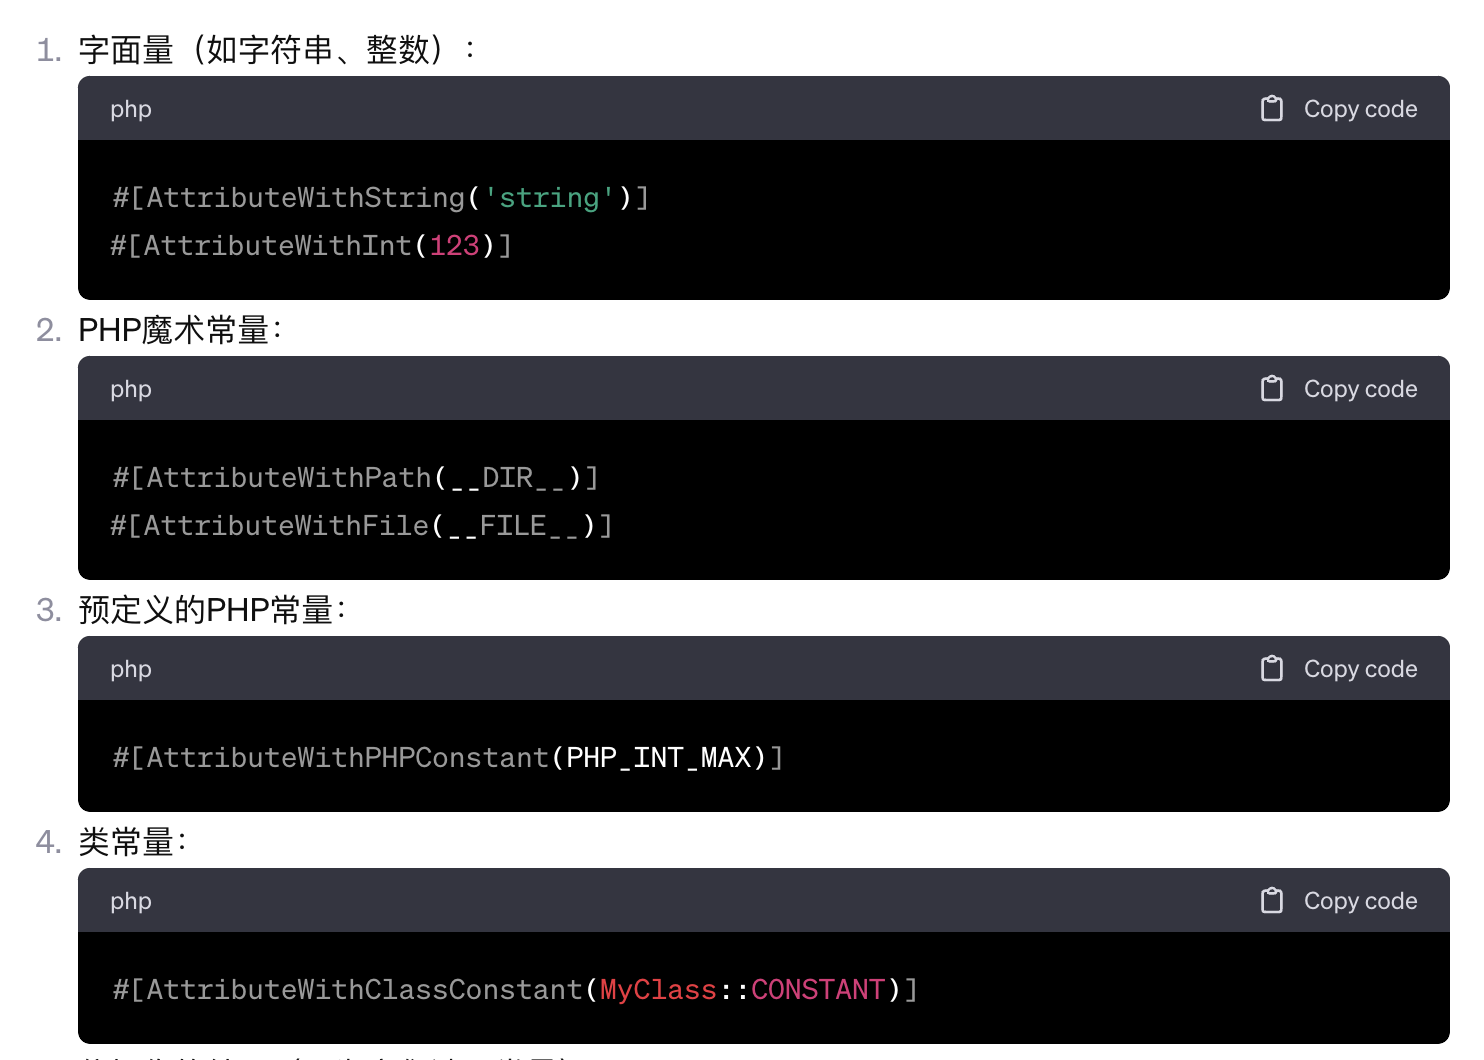 1. 字面量（如字符串、整数）：
php Copy code
#[AttributeWithString('string')]
#[AttributeWithInt(123)]
2. PHP魔术常量：
php Copy code
#[AttributeWithPath(__DIR__)]
#[AttributeWithFile(__FILE__)]
3. 预定义的PHP常量：
php Copy code
#[AttributeWithPHPConstant(PHP_INT_MAX)]
4. 类常量：
php Copy code
#[AttributeWithClassConstant(MyClass::CONSTANT)]